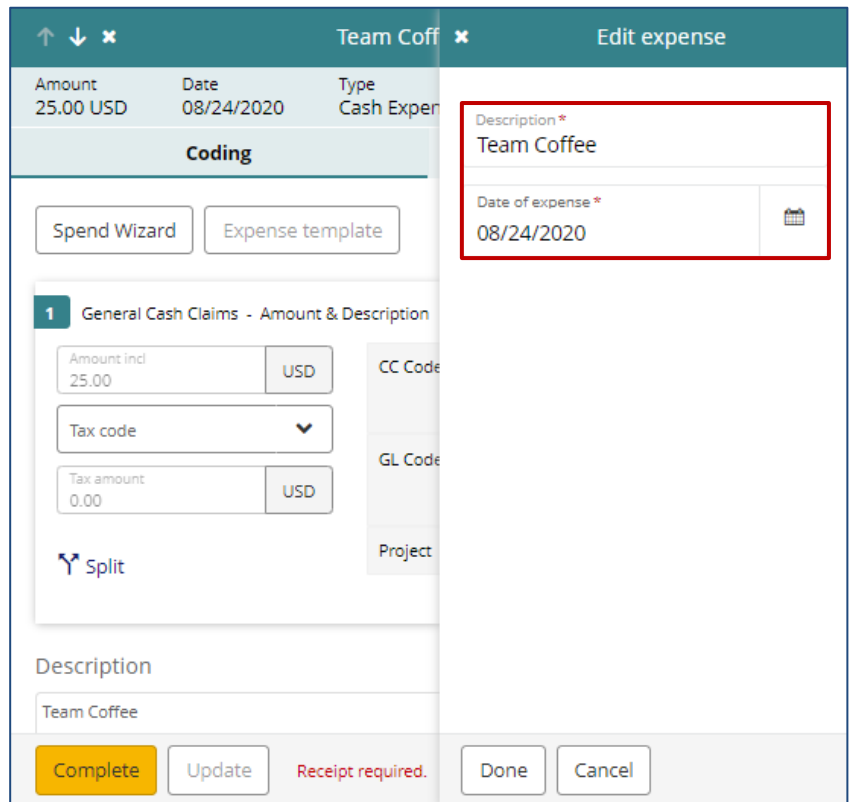 Team Coff
Amount
25.00 USD
Date
08/24/2020
Type
Cash Expen
Coding
Spend Wizard
Expense template
1 General Cash Claims - Amount & Description
Amount incl
25.00
USD
Tax code
Tax amount
0.00
USD
Split
CC Code
GL Code
Project
Description
Team Coffee
Complete
Update
Receipt required.
Edit expense
Description *
Team Coffee
Date of expense *
08/24/2020
Done
Cancel